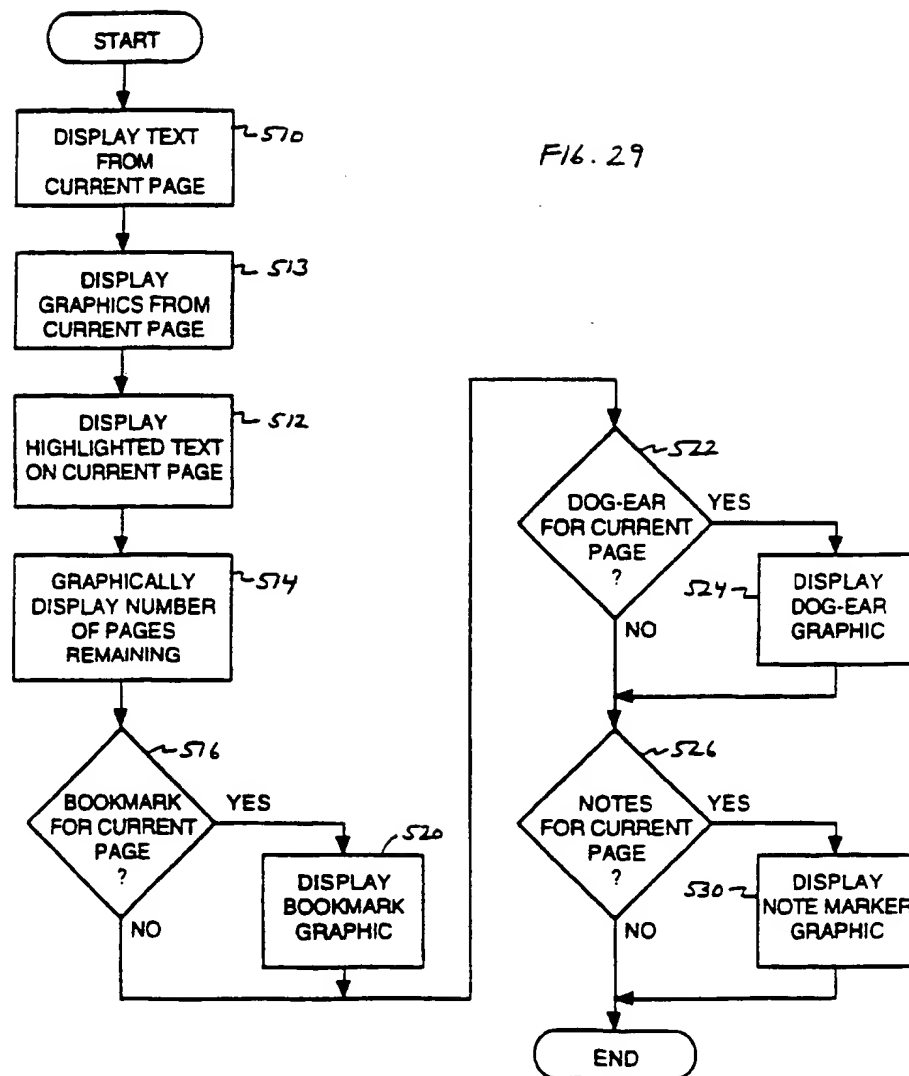 START
DISPLAY TEXT
FROM
CURRENT PAGE
510
FIG. 29
DISPLAY
GRAPHICS FROM
CURRENT PAGE
513
DISPLAY
HIGHLIGHTED TEXT
ON CURRENT PAGE
512
GRAPHICALLY
DISPLAY NUMBER
OF PAGES
REMAINING
514
516
BOOKMARK
FOR CURRENT
PAGE
?
YES
NO
520
DISPLAY
BOOKMARK
GRAPHIC
522
DOG-EAR
FOR CURRENT
PAGE
?
YES
NO
524
DISPLAY
DOG-EAR
GRAPHIC
526
NOTES
FOR CURRENT
PAGE
?
YES
NO
530
DISPLAY
NOTE MARKER
GRAPHIC
END